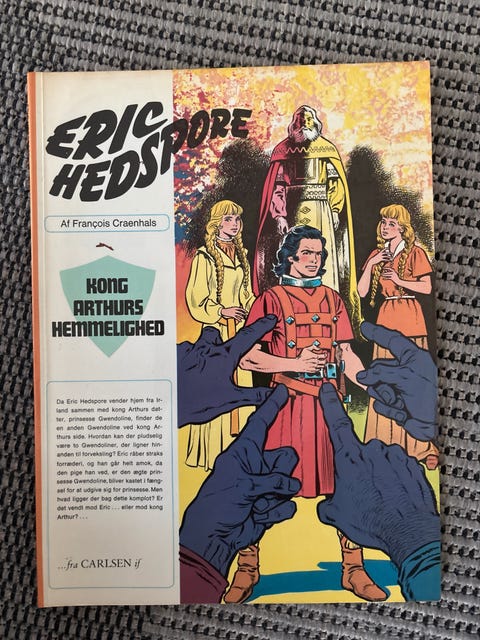 ERIC
HEDSPORE
Af François Craenhals
KONG
ARTHURS
HEMMELIGHED
Da Eric Hedspore vender hjem fra Ir-
land sammen med kong Arthurs dat-
ter, prinsesse Gwendoline, finder de
en anden Gwendoline ved kong Ar-
thurs side. Hvordan kan der pludselig
være to Gwendoliner, der ligner hin-
anden til forveksling? Eric råber straks
forræderi, og han går helt amok, da
den pige han ved, er den ægte prin-
sesse Gwendoline, bliver kastet i fæng-
sel for at udgive sig for prinsesse. Men
hvad ligger der bag dette komplot? Er
det vendt mod Eric... eller mod kong
Arthur? ...
...fra CARLSEN if